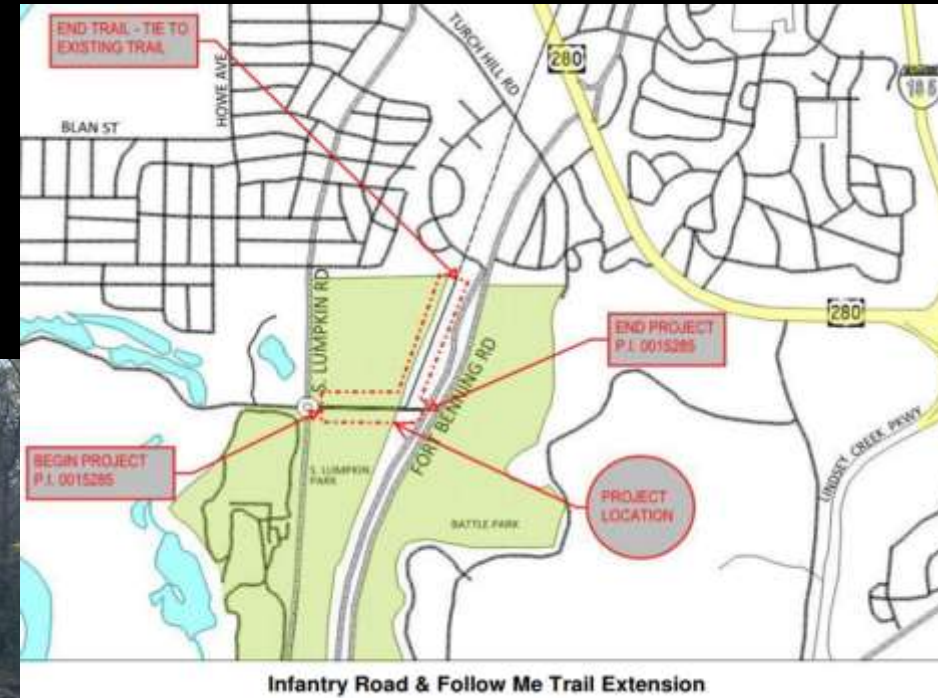 END TRAIL - TIE TO
EXISTING TRAIL
HOWE AVE
TURCH HILL RD
280
185
BLAN ST
S. LUMPKIN RD
280
END PROJECT
P.I. 0015285
FORT BENNING RD
BEGIN PROJECT
P.I. 0015285
S. LUMPKIN
PARK
PROJECT
LOCATION
LINDSEY CREEK PKWY
BATTLE PARK
Infantry Road & Follow Me Trail Extension